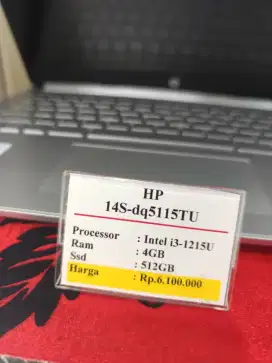 HP
14S-dq5115TU
Processor : Intel i3-1215U
Ram : 4GB
Ssd : 512GB
Harga : Rp.6.100.000